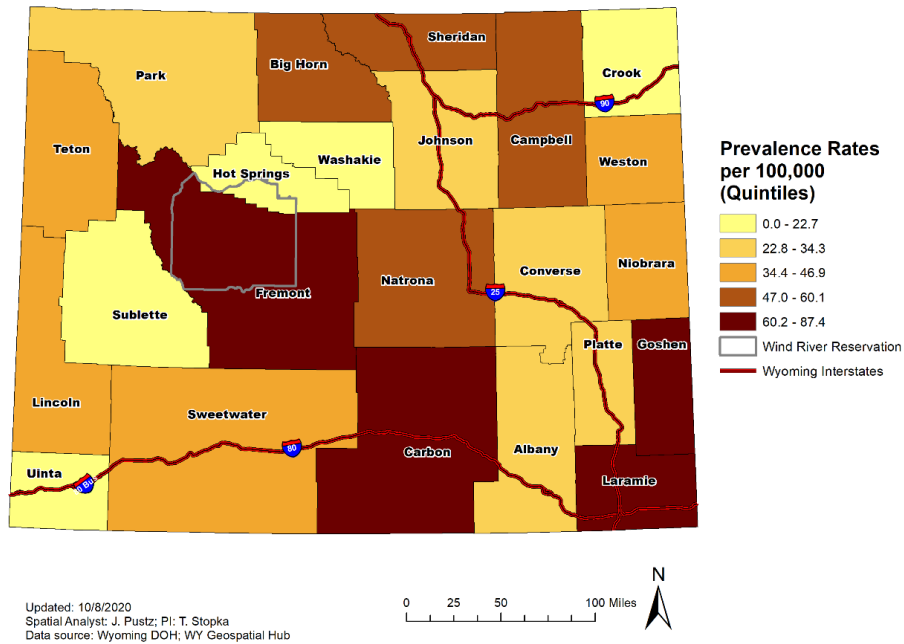 Sheridan
Big Horn
Park
Crook
90
Johnson
Campbell
Teton
Washakie
Weston
Hot Springs
Natrona
Converse
Niobrara
Fremont
25
Sublette
Platte
Goshen
Lincoln
Sweetwater
80
Carbon
Albany
Uinta
Laramie
Prevalence Rates
per 100,000
(Quintiles)
0.0 - 22.7
22.8 - 34.3
34.4 - 46.9
47.0 - 60.1
60.2 - 87.4
Wind River Reservation
Wyoming Interstates
N
0 25 50 100 Miles
Updated: 10/8/2020
Spatial Analyst: J. Pustz; PI: T. Stopka
Data source: Wyoming DOH; WY Geospatial Hub